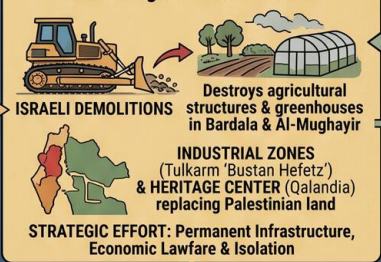 ISRAELI DEMOLITIONS
Destroys agricultural
structures & greenhouses
in Bardala & Al-Mughayir
INDUSTRIAL ZONES
(Tulkarm ‘Bustan Hefetz’)
& HERITAGE CENTER (Qalandia)
replacing Palestinian land
STRATEGIC EFFORT: Permanent Infrastructure,
Economic Lawfare & Isolation